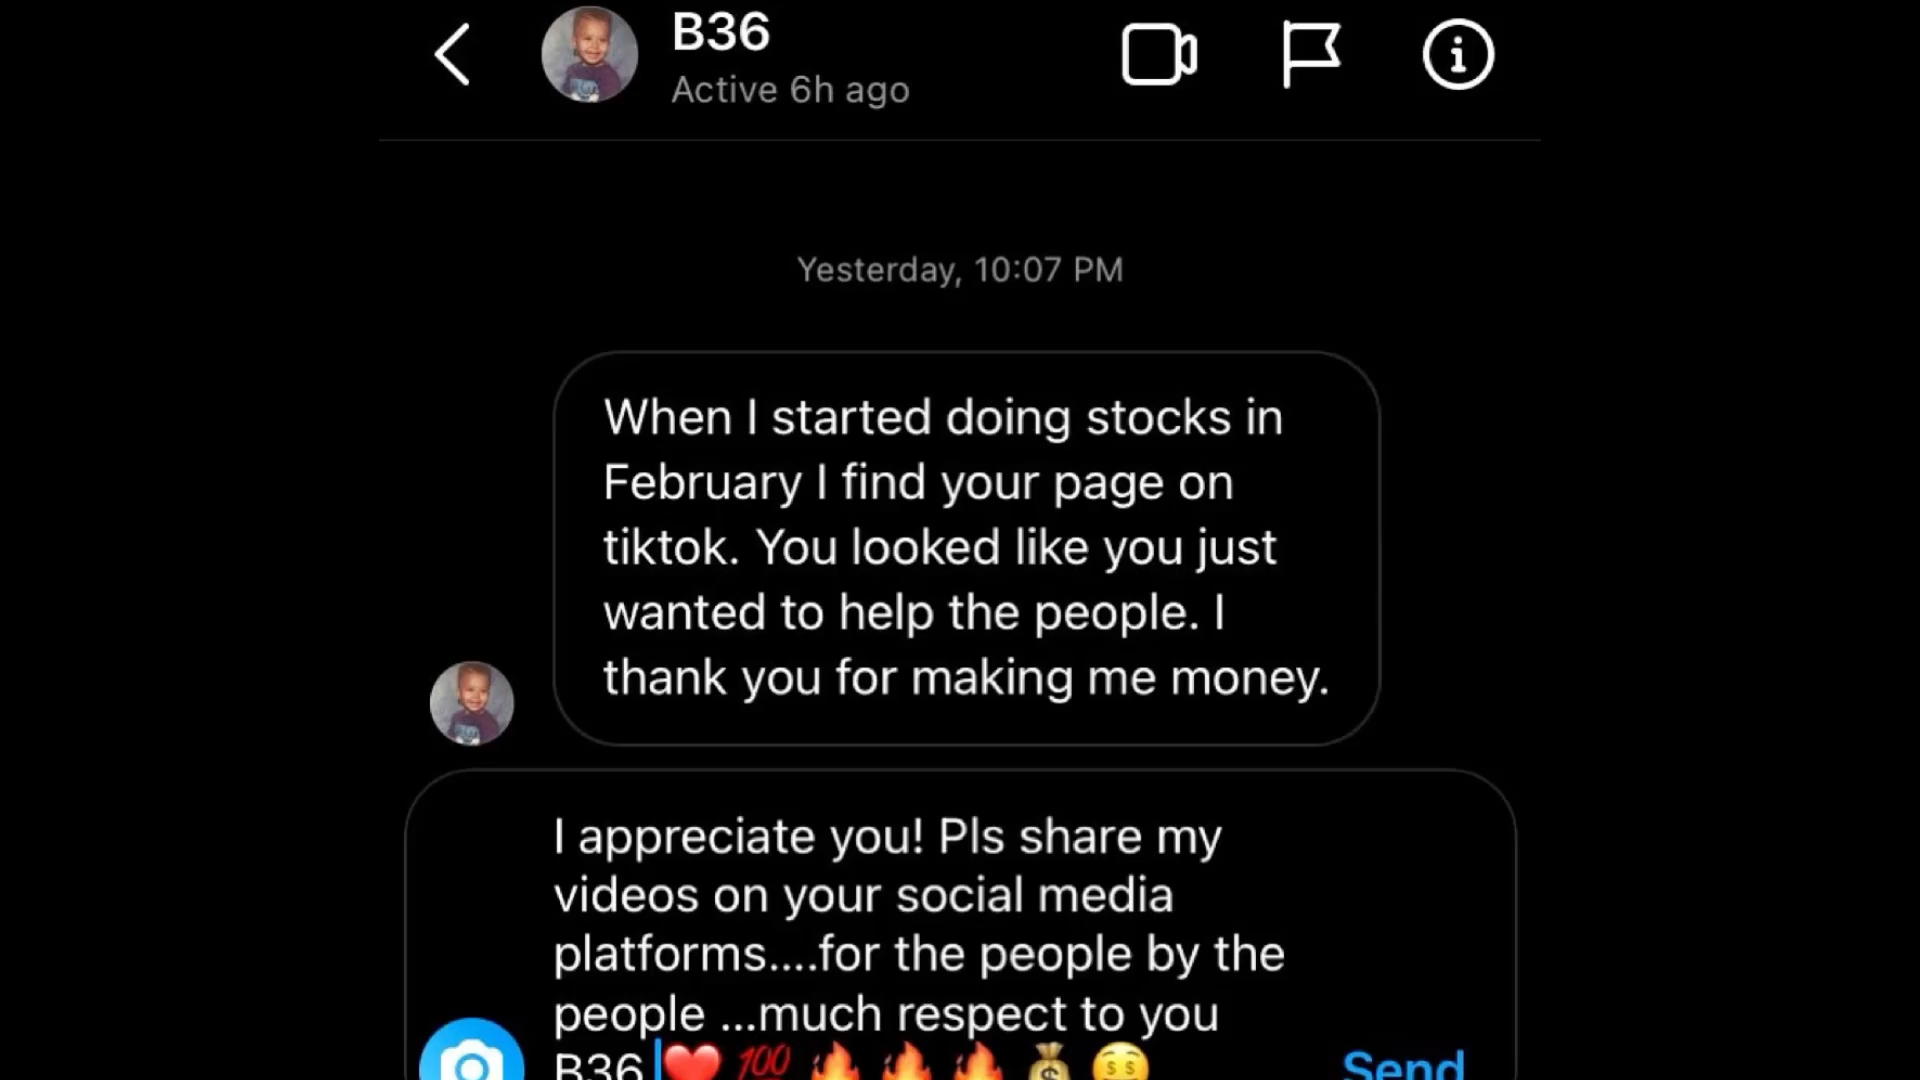 B36
Active 6h ago
Yesterday, 10:07 PM
When I started doing stocks in
February I find your page on
tiktok. You looked like you just
wanted to help the people. I
thank you for making me money.
I appreciate you! Pls share my
videos on your social media
platforms....for the people by the
people ...much respect to you
B36 ❤️ 💯 🔥 🔥 🔥 💰 🤑 Send